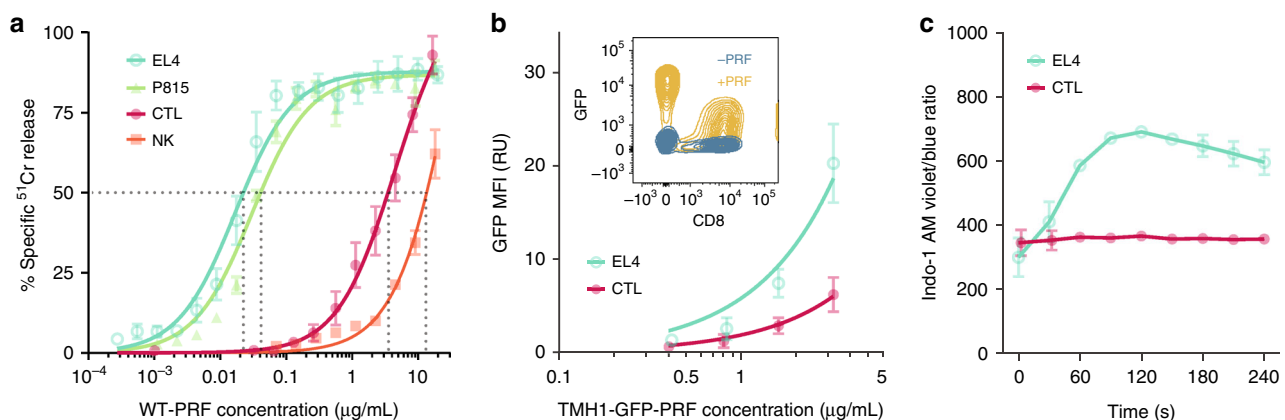 a
100
75
50
25
0
% Specific ⁵¹Cr release
EL4
P815
CTL
NK
10⁻⁴
10⁻³
0.01
0.1
1
10
WT-PRF concentration (μg/mL)
b
30
20
10
0
GFP MFI (RU)
10⁵
10⁴
10³
0
−10³
GFP
−PRF
+PRF
−10³
0
10³
10⁴
10⁵
CD8
EL4
CTL
0.1
0.5
1
5
TMH1-GFP-PRF concentration (μg/mL)
c
1000
800
600
400
200
0
Indo-1 AM violet/blue ratio
EL4
CTL
0
60
120
180
240
Time (s)